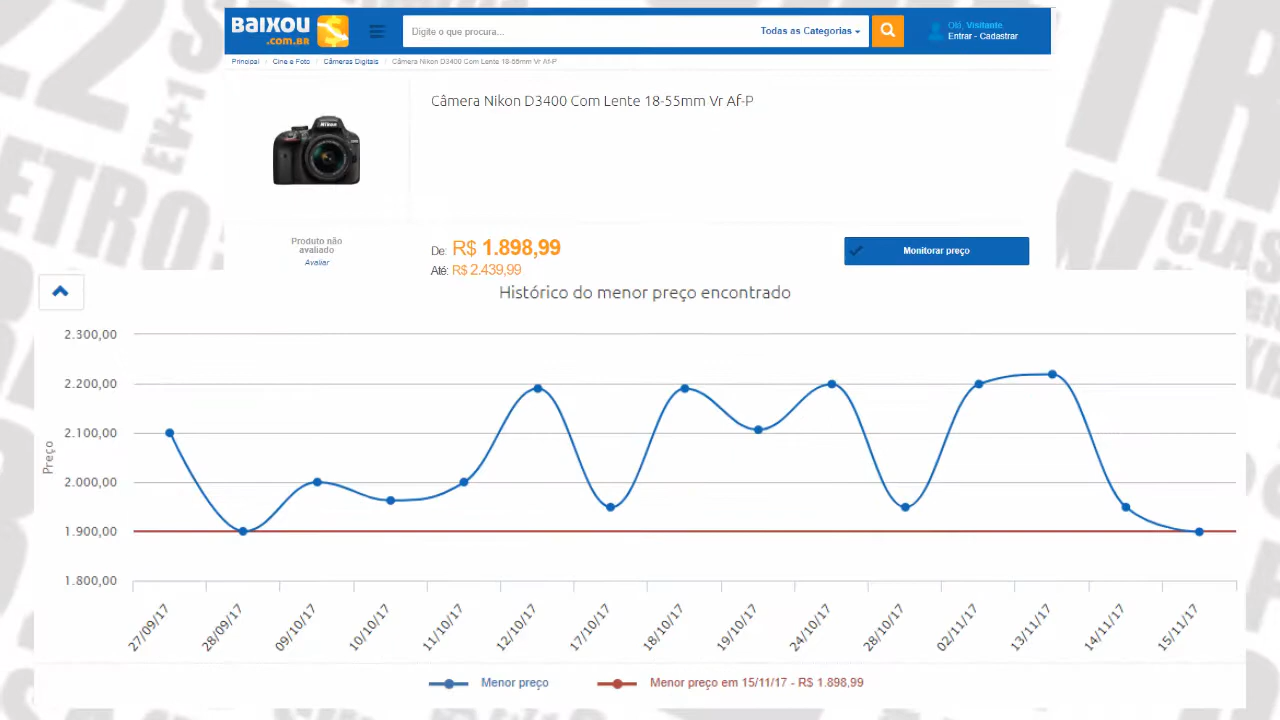 BAIXOU
.COM.BR
Digite o que procura...
Todas as Categorias
Olá, Visitante
Entrar - Cadastrar
Principal
Cine e Foto
Câmeras Digitais
Câmera Nikon D3400 Com Lente 18-55mm Vr Af-P
Câmera Nikon D3400 Com Lente 18-55mm Vr Af-P
Nikon
Produto não
avaliado
Avaliar
De: R$ 1.898,99
Até: R$ 2.439,99
Monitorar preço
Histórico do menor preço encontrado
Preço
2.300,00
2.200,00
2.100,00
2.000,00
1.900,00
1.800,00
27/09/17
28/09/17
09/10/17
10/10/17
11/10/17
12/10/17
17/10/17
18/10/17
19/10/17
24/10/17
28/10/17
02/11/17
13/11/17
14/11/17
15/11/17
Menor preço
Menor preço em 15/11/17 - R$ 1.898,99